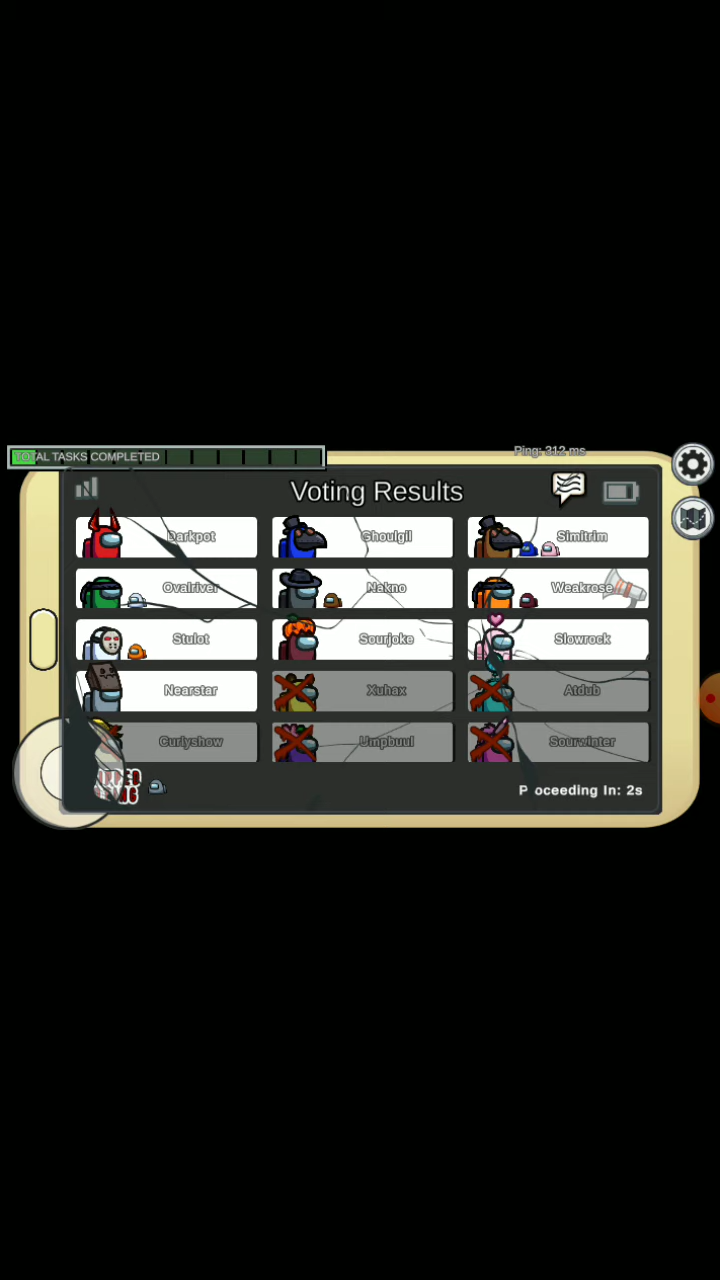 TOTAL TASKS COMPLETED
Ping: 312 ms
Voting Results
Darkpot Ghoulgil Simitrim
Ovalriver Nakno Weakrose
Stulot Sourjoke Slowrock
Nearstar Xuhax Atdub
Curlyshow Umpbuul Sourwinter
Proceeding In: 2s